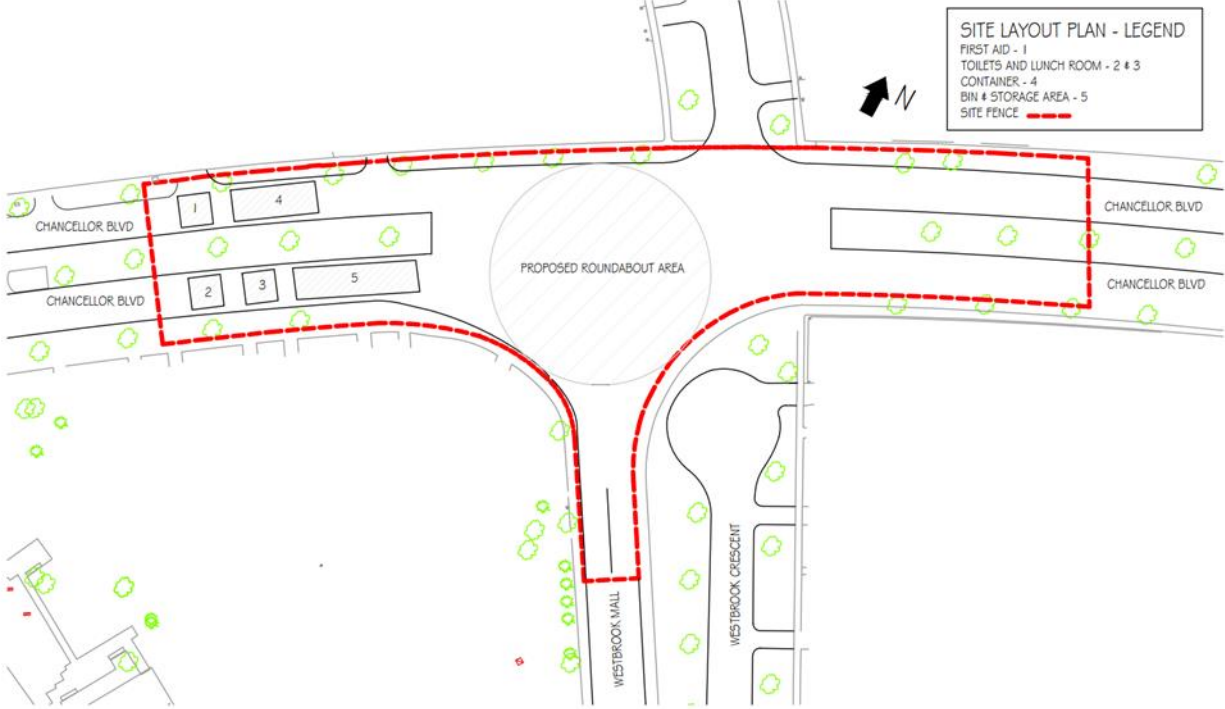 SITE LAYOUT PLAN - LEGEND
FIRST AID - 1
TOILETS AND LUNCH ROOM - 2 & 3
CONTAINER - 4
BIN & STORAGE AREA - 5
SITE FENCE
N
1
4
CHANCELLOR BLVD
CHANCELLOR BLVD
PROPOSED ROUNDABOUT AREA
CHANCELLOR BLVD
CHANCELLOR BLVD
2
3
5
WESTBROOK CRESCENT
WESTBROOK MALL